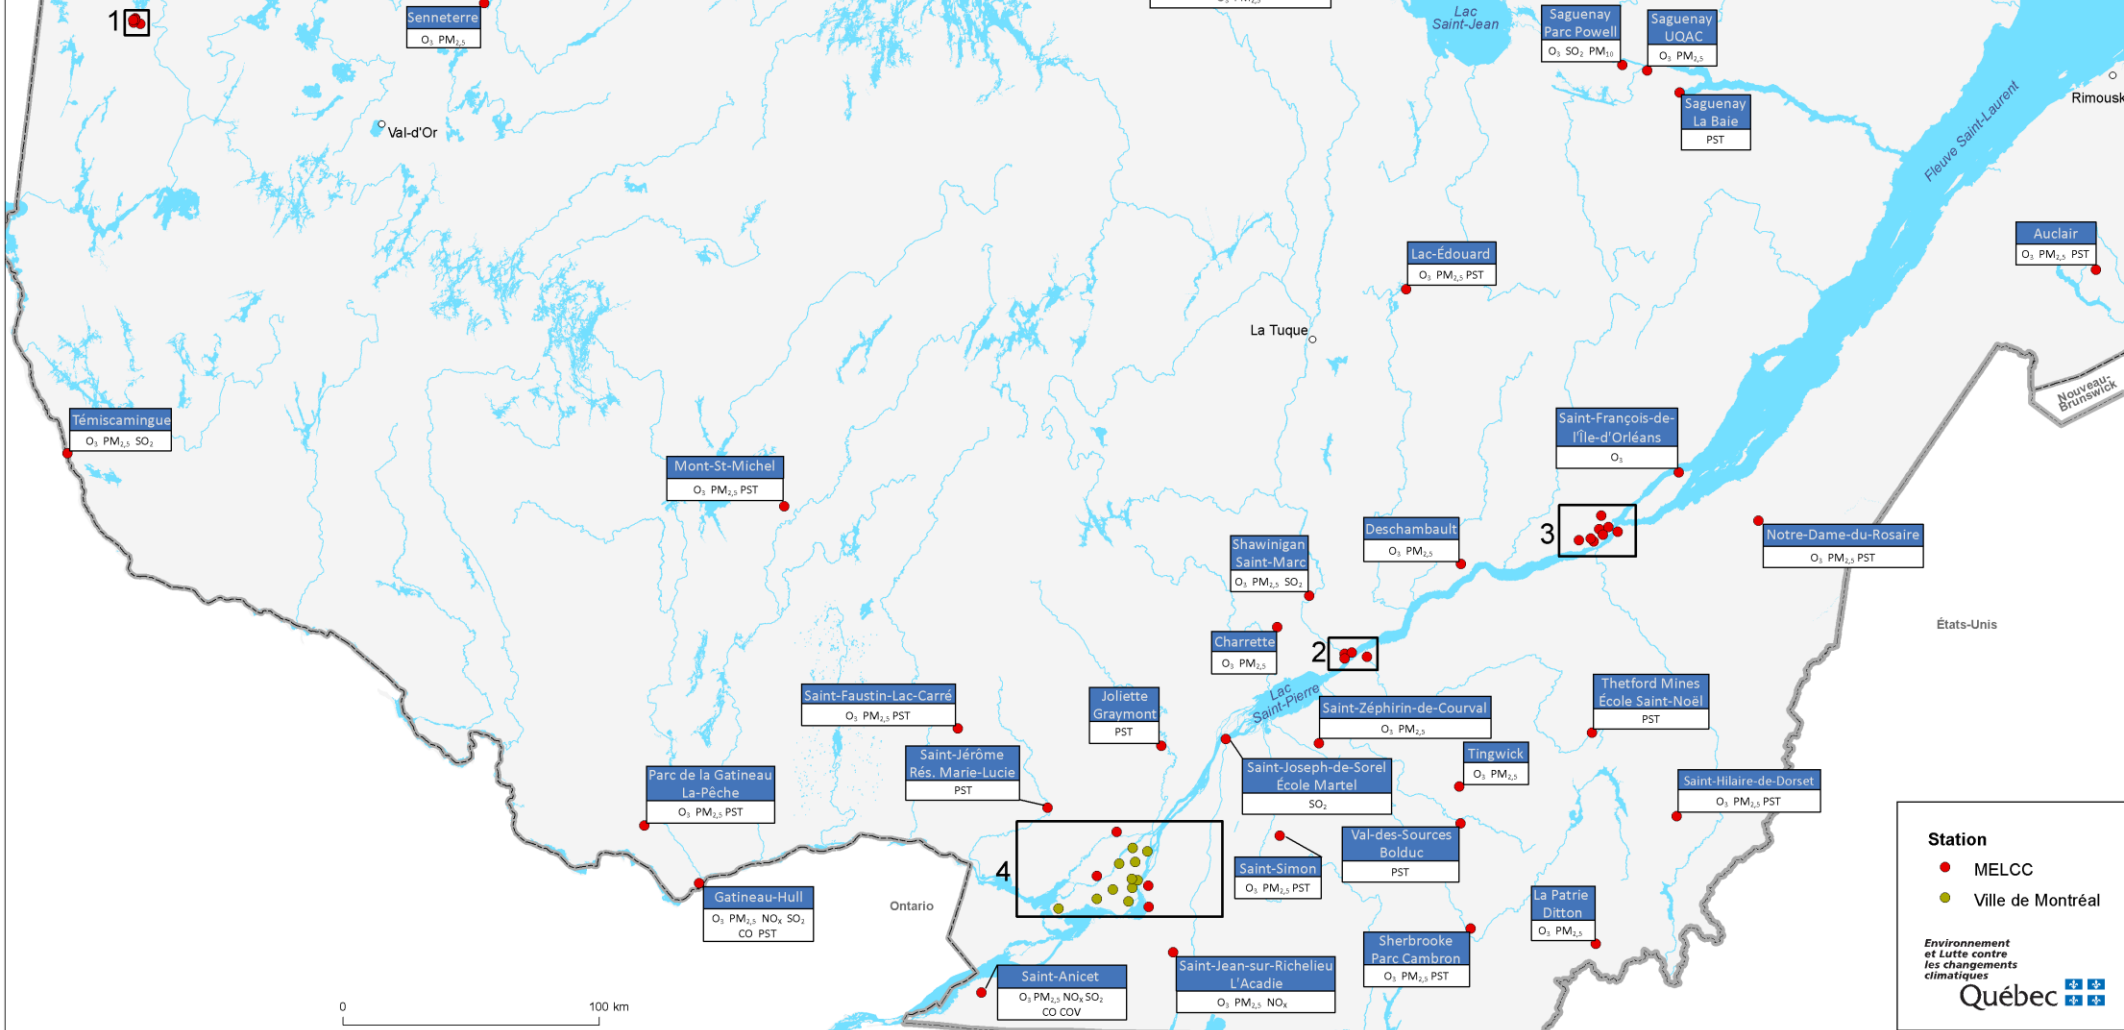 1
Senneterre
O₃ PM₂,₅
Lac
Saint-Jean
Saguenay
Parc Powell
O₃ SO₂ PM₁₀
Saguenay
UQAC
O₃ PM₂,₅
Saguenay
La Baie
PST
Rimousk
Fleuve Saint-Laurent
Val-d'Or
Auclair
O₃ PM₂,₅ PST
Lac-Édouard
O₃ PM₂,₅ PST
La Tuque
Nouveau-
Brunswick
Témiscamingue
O₃ PM₂,₅ SO₂
Mont-St-Michel
O₃ PM₂,₅ PST
Saint-François-de-
l'Île-d'Orléans
O₃
3
Deschambault
O₃ PM₂,₅
Notre-Dame-du-Rosaire
O₃ PM₂,₅ PST
Shawinigan
Saint-Marc
O₃ PM₂,₅ SO₂
États-Unis
Charrette
O₃ PM₂,₅
2
Lac
Saint-Pierre
Saint-Faustin-Lac-Carré
O₃ PM₂,₅ PST
Joliette
Graymont
PST
Saint-Zéphirin-de-Courval
O₃ PM₂,₅
Thetford Mines
École Saint-Noël
PST
Saint-Jérôme
Rés. Marie-Lucie
PST
Saint-Joseph-de-Sorel
École Martel
SO₂
Tingwick
O₃ PM₂,₅
Parc de la Gatineau
La-Pêche
O₃ PM₂,₅ PST
Saint-Hilaire-de-Dorset
O₃ PM₂,₅ PST
4
Saint-Simon
O₃ PM₂,₅ PST
Val-des-Sources
Bolduc
PST
Gatineau-Hull
O₃ PM₂,₅ NOₓ SO₂
CO PST
Ontario
La Patrie
Ditton
O₃ PM₂,₅
Sherbrooke
Parc Cambron
O₃ PM₂,₅ PST
Saint-Anicet
O₃ PM₂,₅ NOₓ SO₂
CO COV
Saint-Jean-sur-Richelieu
L'Acadie
O₃ PM₂,₅ NOₓ
0 100 km
Station
MELCC
Ville de Montréal
Environnement
et Lutte contre
les changements
climatiques
Québec